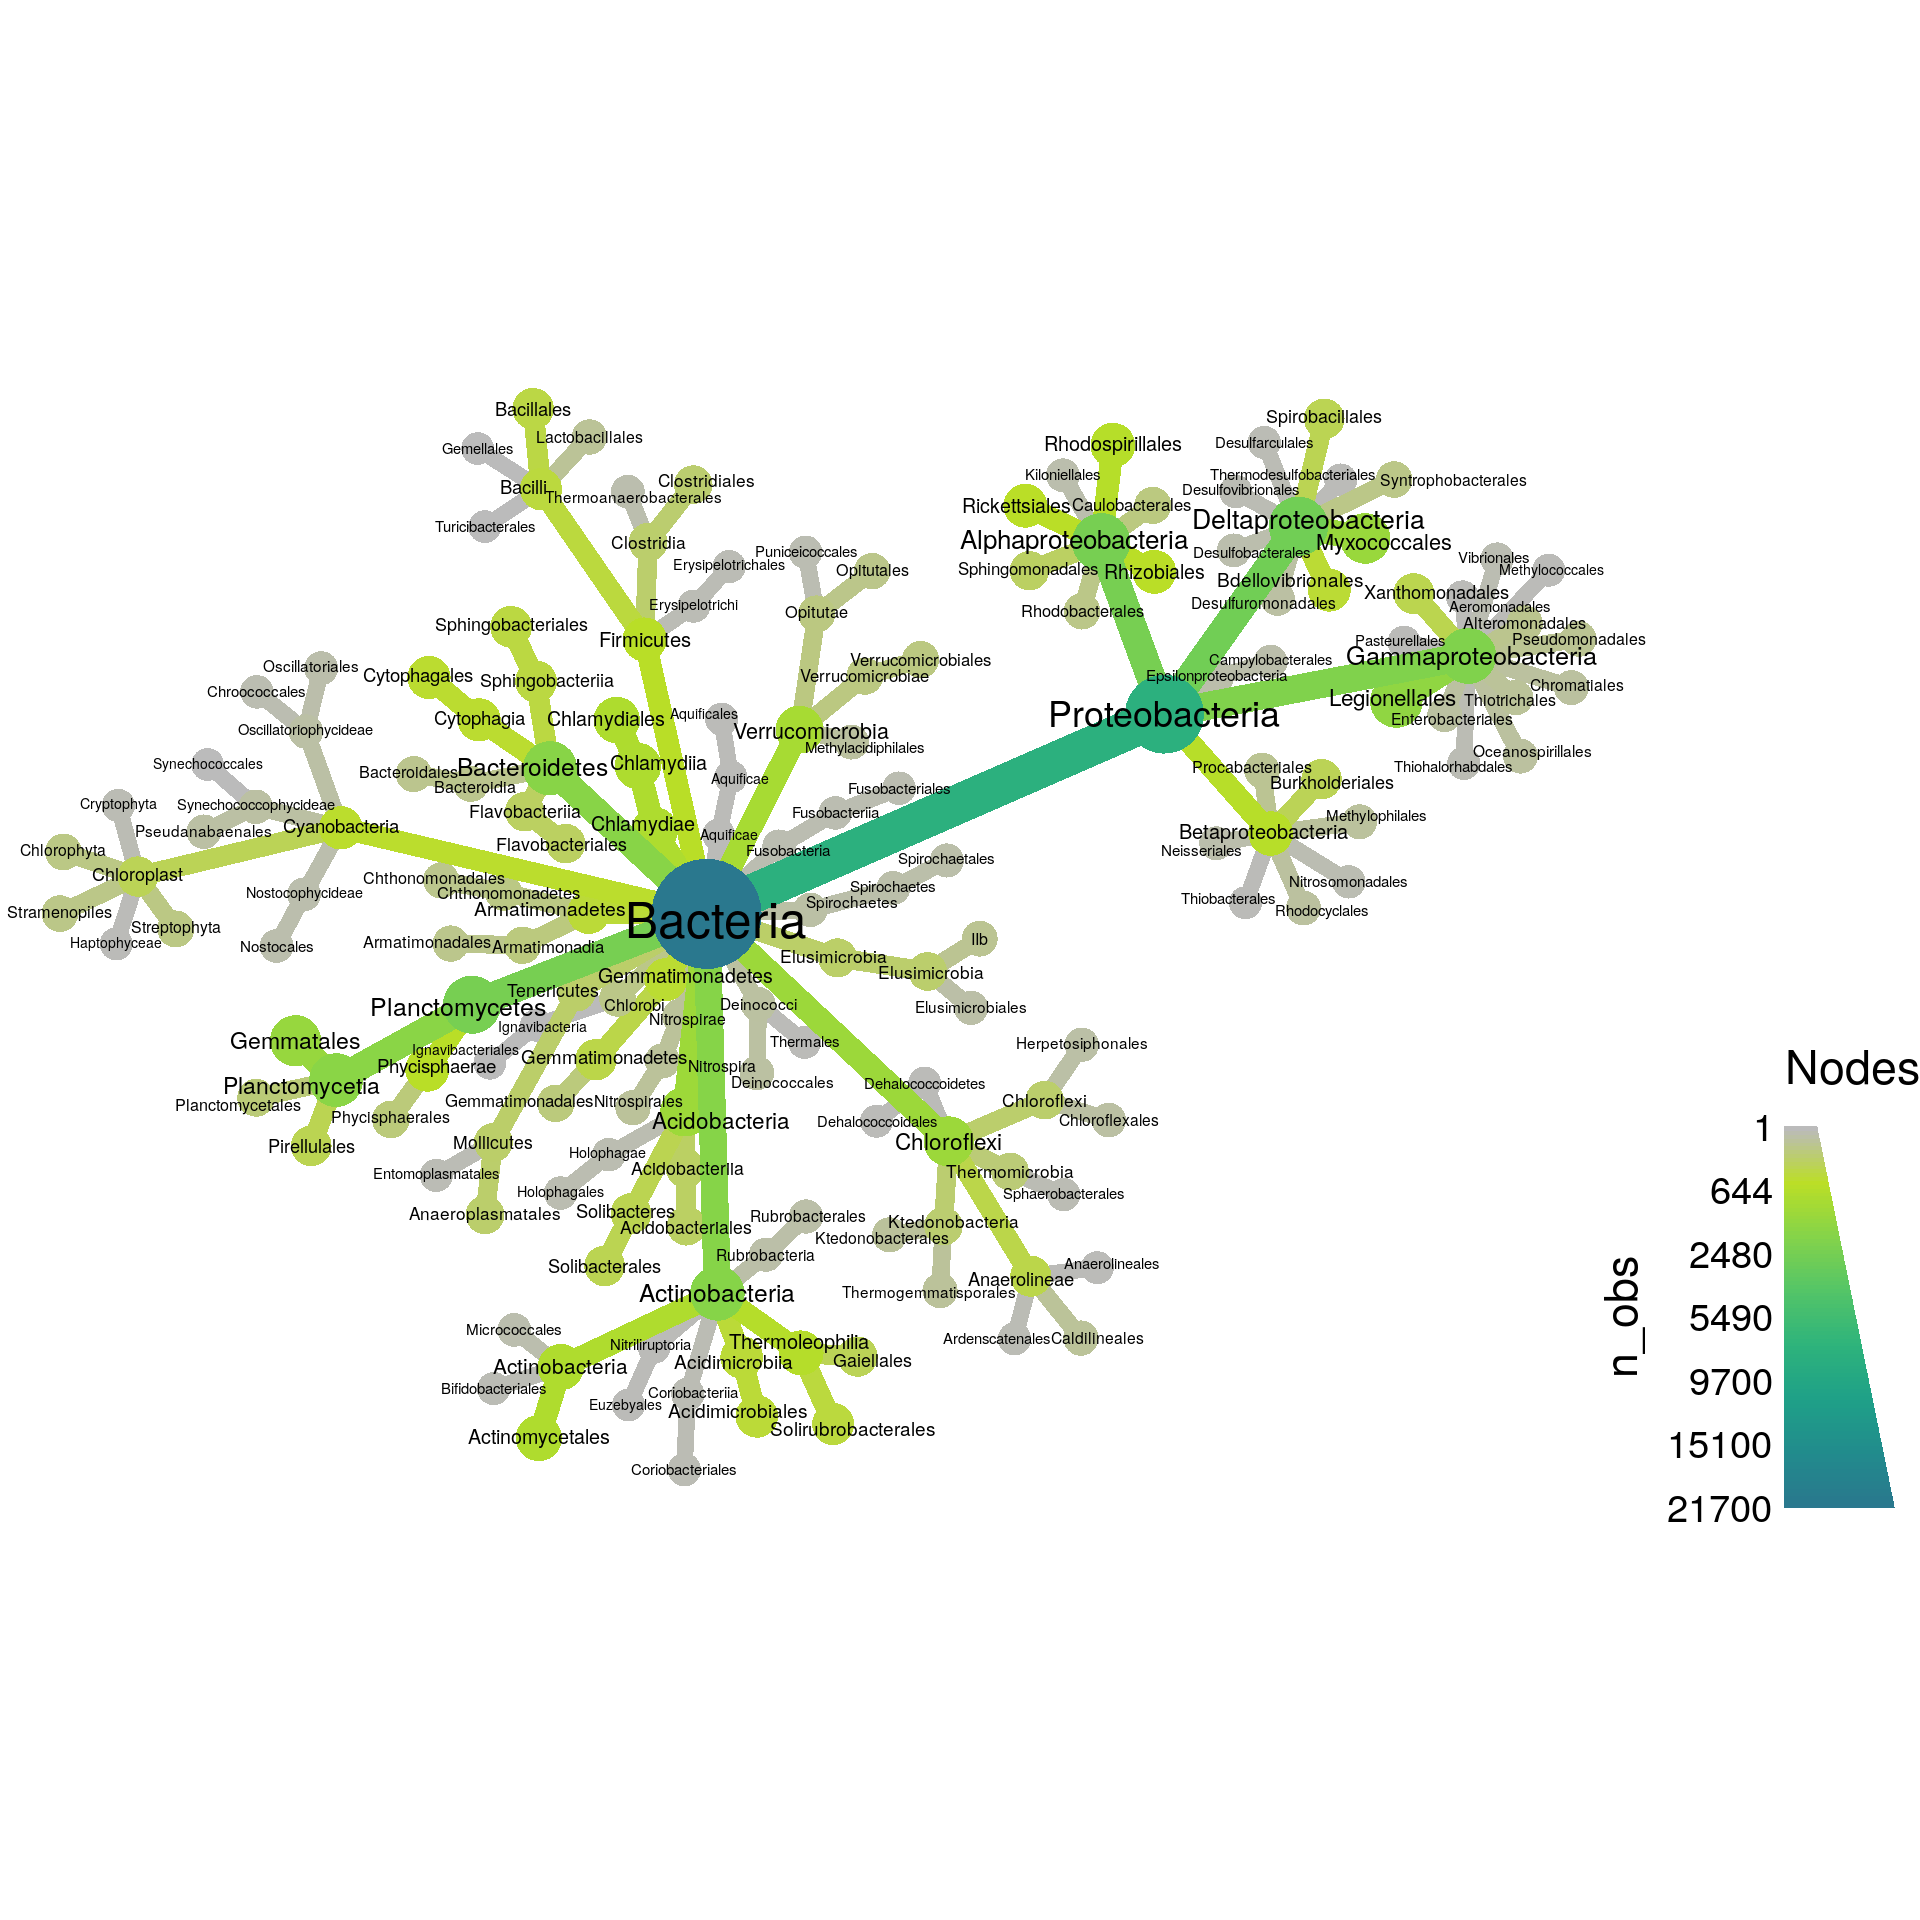 Bacillales
Lactobacillales
Gemellales
Bacilli
Turicibacterales
Thermoanaerobacterales
Clostridiales
Clostridia
Puniceicoccales
Opitutales
Erysipelotrichales
Erysipelotrichi
Opitutae
Firmicutes
Sphingobacteriales
Sphingobacteriia
Cytophagales
Cytophagia
Oscillatoriales
Chroococcales
Oscillatoriophycideae
Chlamydiales
Chlamydiia
Chlamydiae
Aquificales
Aquificae
Aquificae
Verrucomicrobiales
Verrucomicrobiae
Verrucomicrobia
Methylacidiphilales
Synechococcales
Synechococcophycideae
Bacteroidales
Bacteroidia
Bacteroidetes
Flavobacteriia
Flavobacteriales
Fusobacteriales
Fusobacteriia
Fusobacteria
Cryptophyta
Pseudanabaenales
Cyanobacteria
Chlorophyta
Chloroplast
Stramenopiles
Haptophyceae
Streptophyta
Nostocophycideae
Nostocales
Chthonomonadales
Chthonomonadetes
Armatimonadetes
Armatimonadales
Armatimonadia
Spirochaetales
Spirochaetes
Spirochaetes
Bacteria
Rhodospirillales
Kiloniellales
Rickettsiales
Caulobacterales
Alphaproteobacteria
Sphingomonadales
Rhizobiales
Rhodobacterales
Spirobacillales
Desulfarculales
Thermodesulfobacteriales
Desulfovibrionales
Syntrophobacterales
Deltaproteobacteria
Myxococcales
Desulfobacterales
Bdellovibrionales
Desulfuromonadales
Vibrionales
Methylococcales
Xanthomonadales
Aeromonadales
Alteromonadales
Pseudomonadales
Pasteurellales
Gammaproteobacteria
Campylobacterales
Epsilonproteobacteria
Chromatiales
Legionellales
Thiotrichales
Enterobacteriales
Oceanospirillales
Thiohalorhabdales
Proteobacteria
Procabacteriales
Burkholderiales
Methylophilales
Betaproteobacteria
Neisseriales
Nitrosomonadales
Thiobacterales
Rhodocyclales
Elusimicrobia
Elusimicrobia
IIb
Elusimicrobiales
Gemmatimonadetes
Tenericutes
Planctomycetes
Chlorobi
Nitrospirae
Deinococci
Ignavibacteria
Gemmatales
Ignavibacteriales
Gemmatimonadetes
Thermales
Phycisphaerae
Nitrospira
Deinococcales
Planctomycetia
Planctomycetales
Phycisphaerales
Gemmatimonadales
Nitrospirales
Pirellulales
Mollicutes
Acidobacteria
Entomoplasmatales
Holophagae
Acidobacteriia
Holophagales
Anaeroplasmatales
Solibacteres
Acidobacteriales
Solibacterales
Herpetosiphonales
Dehalococcoidetes
Chloroflexi
Dehalococcoidales
Chloroflexales
Chloroflexi
Thermomicrobia
Sphaerobacterales
Ktedonobacteria
Ktedonobacterales
Anaerolineales
Anaerolineae
Thermogemmatisporales
Ardenscatenales
Caldilineales
Rubrobacterales
Rubrobacteria
Actinobacteria
Micrococcales
Nitriliruptoria
Thermoleophilia
Actinobacteria
Acidimicrobiia
Gaiellales
Bifidobacteriales
Coriobacteriia
Euzebyales
Acidimicrobiales
Actinomycetales
Solirubrobacterales
Coriobacteriales
Nodes
n_obs
1
644
2480
5490
9700
15100
21700